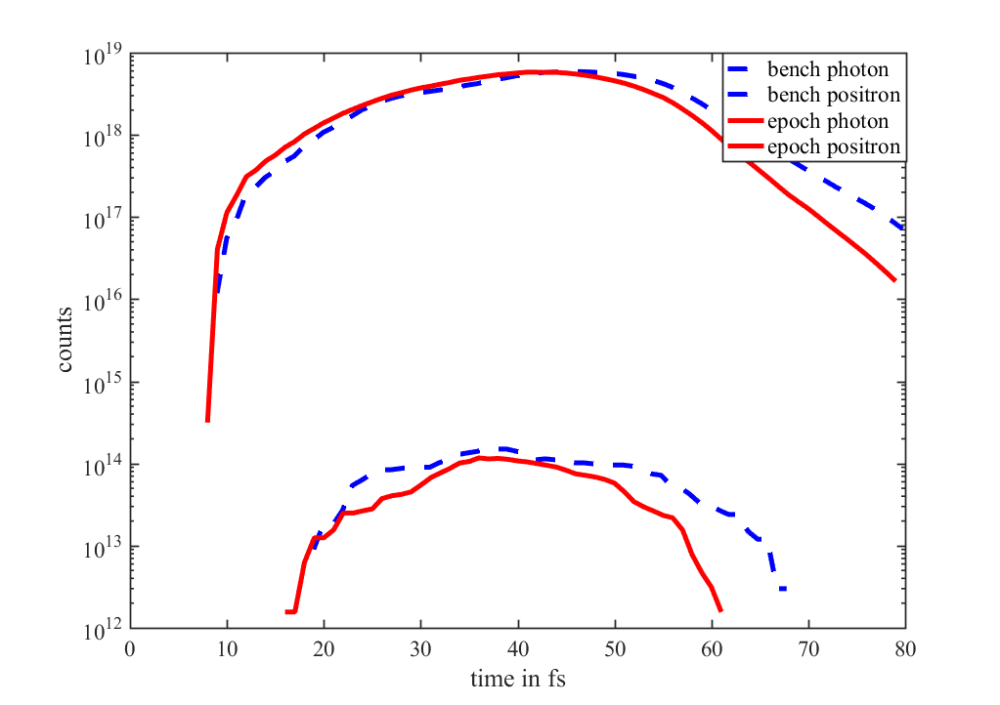 10^19
10^18
10^17
10^16
10^15
10^14
10^13
10^12
counts
0 10 20 30 40 50 60 70 80
time in fs
bench photon
bench positron
epoch photon
epoch positron